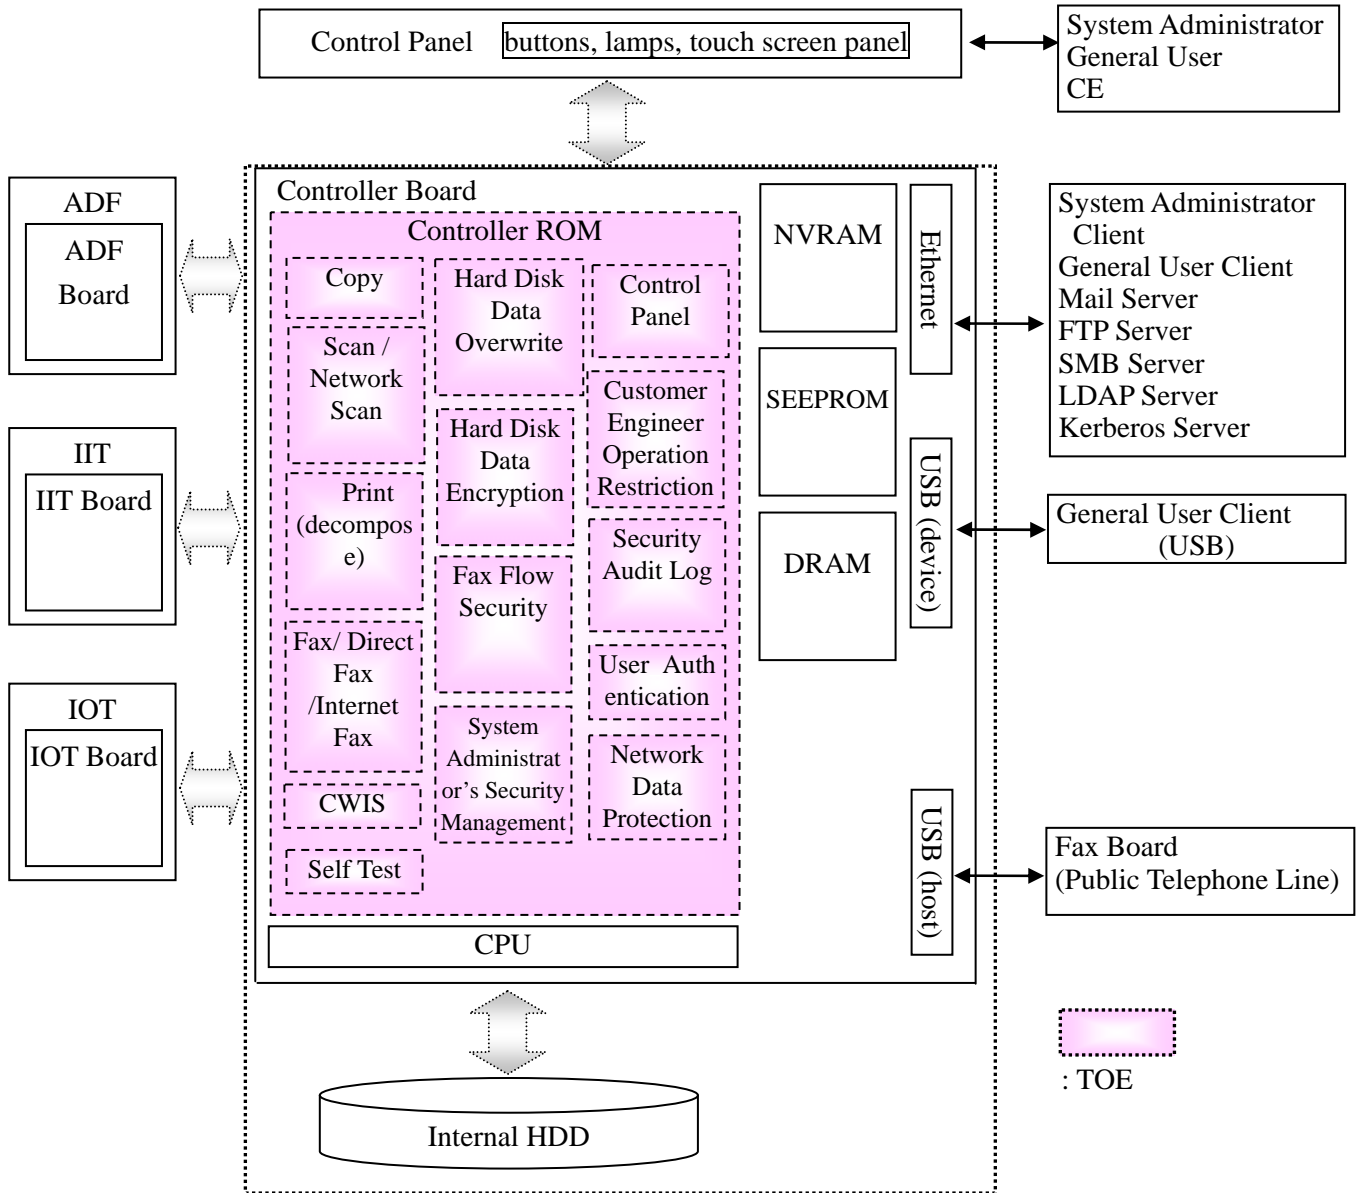 Control Panel buttons, lamps, touch screen panel
System Administrator
General User
CE
ADF
ADF
Board
IIT
IIT Board
IOT
IOT Board
Controller Board
Controller ROM
Copy
Scan /
Network
Scan
Print
(decompos
e)
Fax/ Direct
Fax
/Internet
Fax
CWIS
Self Test
Hard Disk
Data
Overwrite
Hard Disk
Data
Encryption
Fax Flow
Security
System
Administrat
or’s Security
Management
Control
Panel
Customer
Engineer
Operation
Restriction
Security
Audit Log
User Auth
entication
Network
Data
Protection
CPU
NVRAM
SEEPROM
DRAM
Ethernet
USB (device)
USB (host)
System Administrator
Client
General User Client
Mail Server
FTP Server
SMB Server
LDAP Server
Kerberos Server
General User Client
(USB)
Fax Board
(Public Telephone Line)
Internal HDD
: TOE